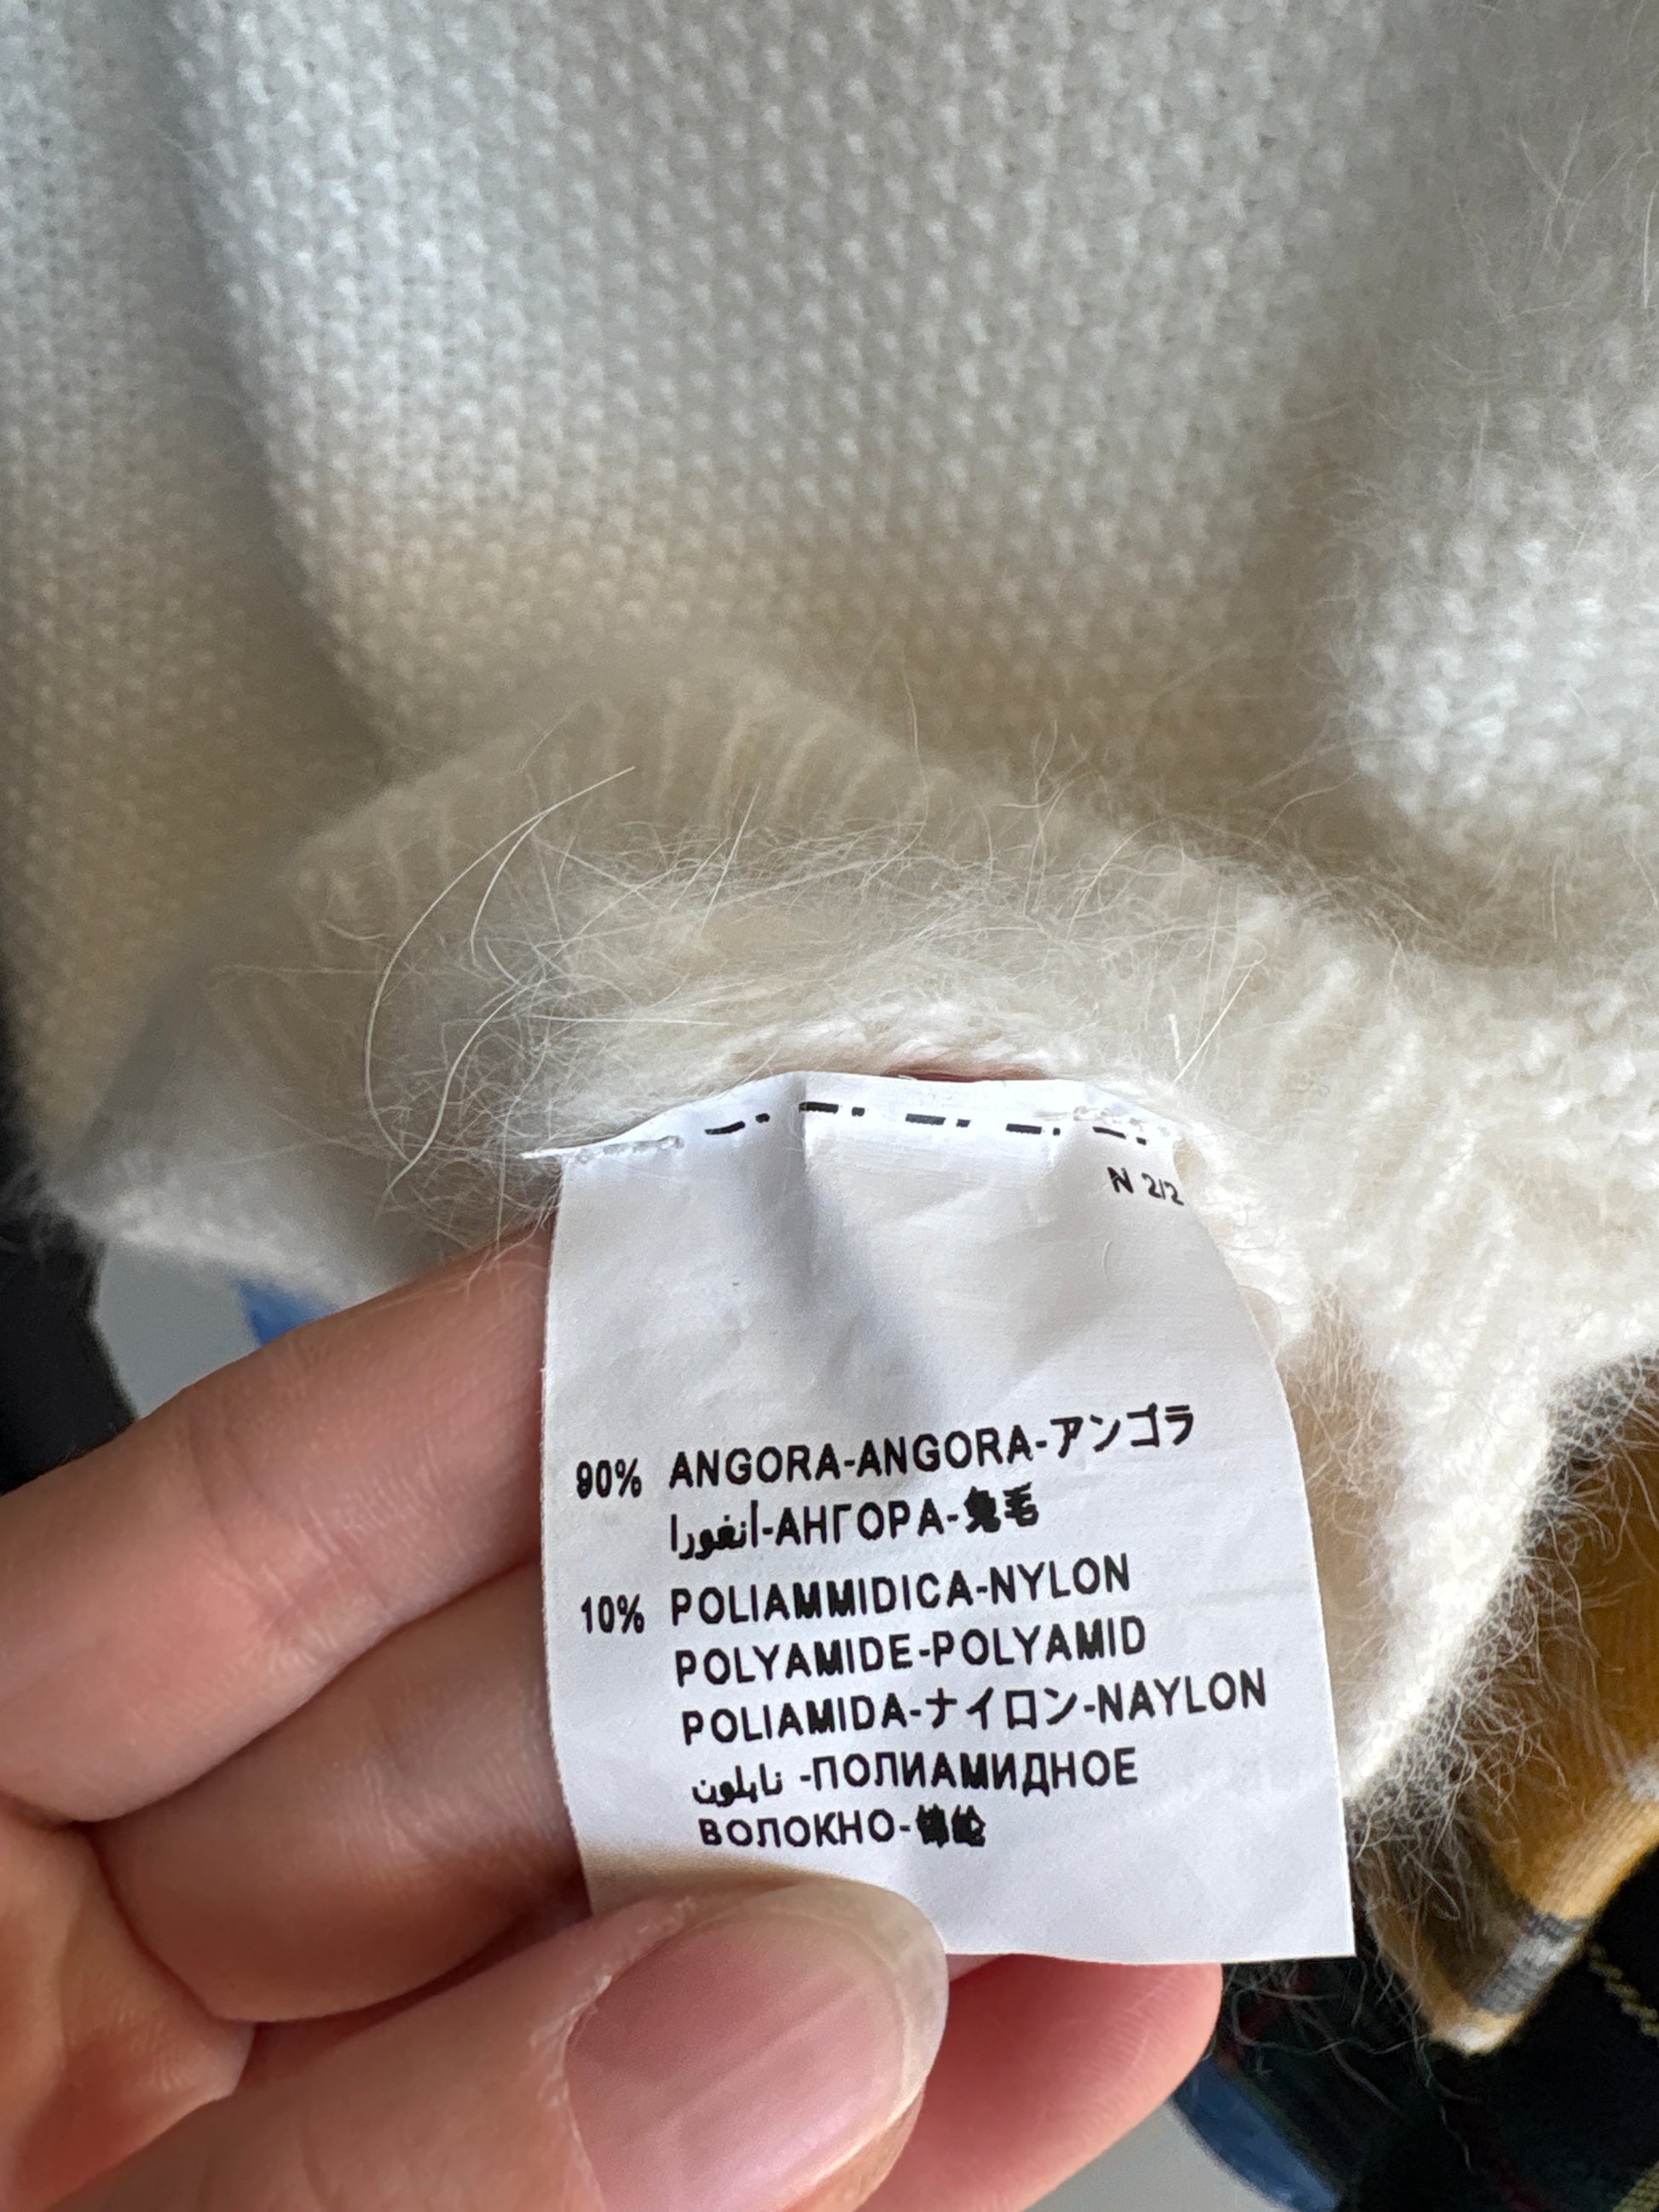 N 2/2
90% ANGORA-ANGORA-アンゴラ
أنغورا-АНГОРА-兔毛
10% POLIAMMIDICA-NYLON
POLYAMIDE-POLYAMID
POLIAMIDA-ナイロン-NAYLON
نايلون -ПОЛИАМИДНОЕ
ВОЛОКНО-锦纶